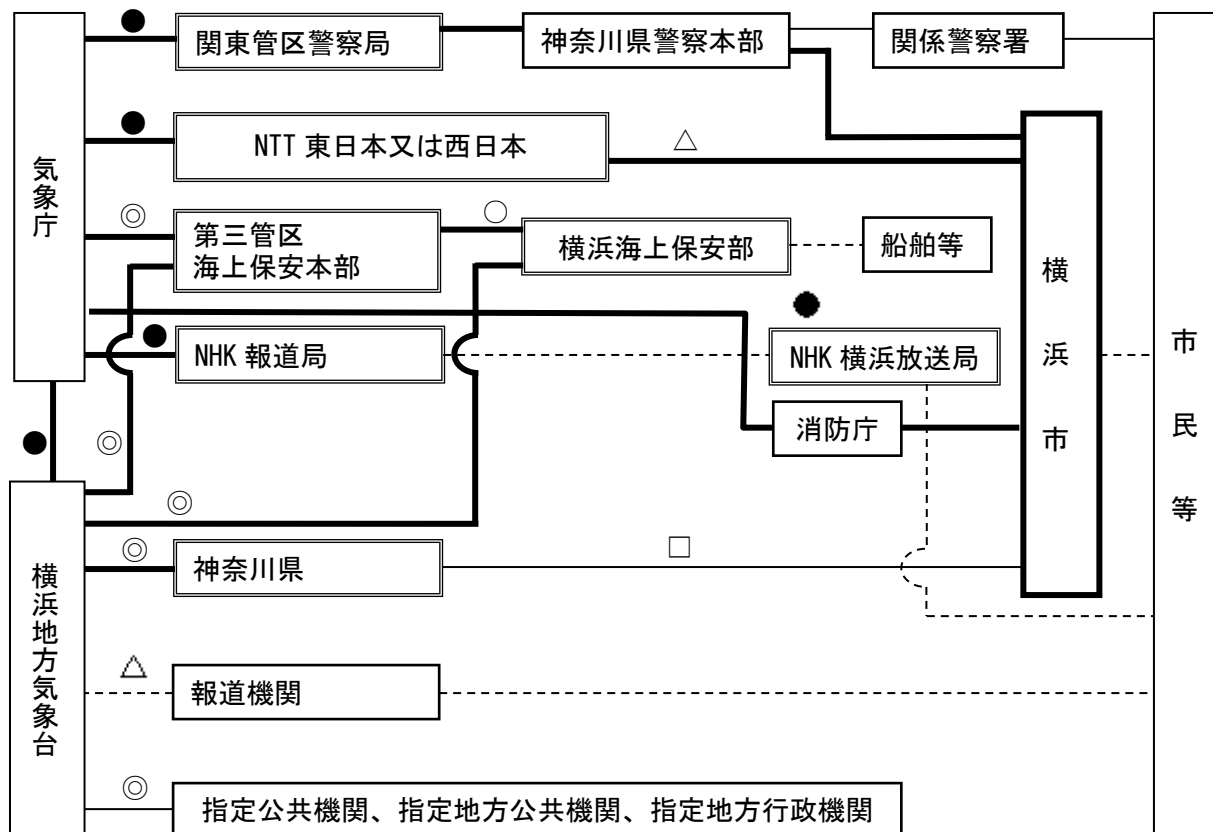 ●
関東管区警察局
神奈川県警察本部
関係警察署
●
NTT 東日本又は西日本
△
気象庁
◎
第三管区
海上保安本部
○
横浜海上保安部
船舶等
横浜市
●
NHK 報道局
●
NHK 横浜放送局
市民等
消防庁
●
◎
◎
◎
神奈川県
□
横浜地方気象台
△
報道機関
◎
指定公共機関、指定地方公共機関、指定地方行政機関